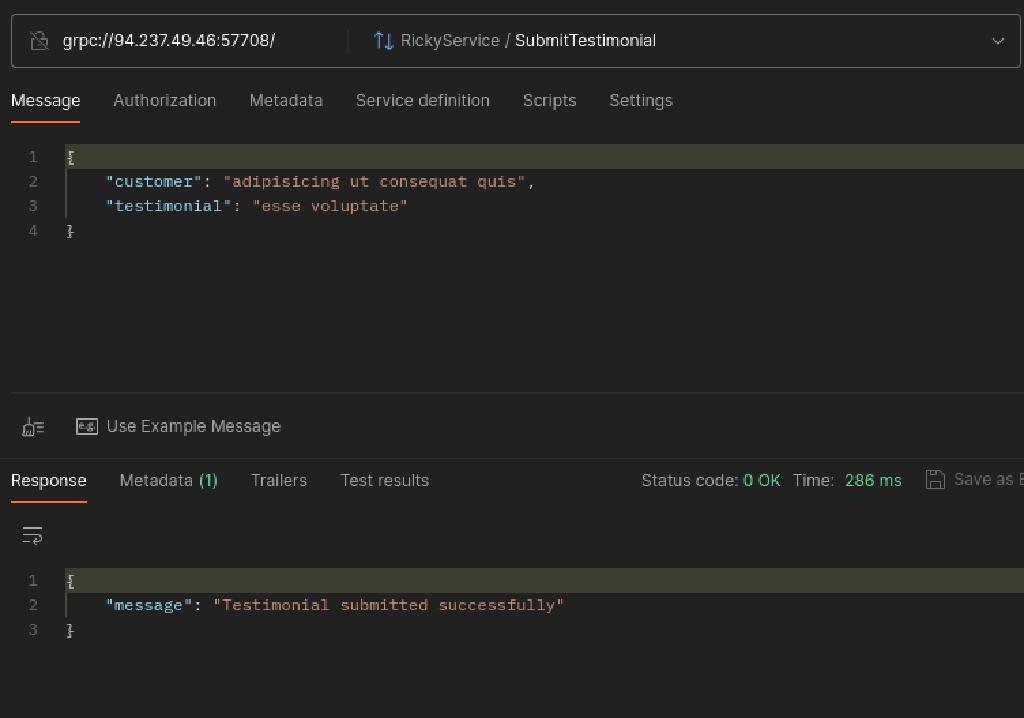 grpc://94.237.49.46:57708/ RickyService / SubmitTestimonial
Message Authorization Metadata Service definition Scripts Settings
1 {
2 "customer": "adipisicing ut consequat quis",
3 "testimonial": "esse voluptate"
4 }
e.g. Use Example Message
Response Metadata (1) Trailers Test results Status code: 0 OK Time: 286 ms Save as E
1 {
2 "message": "Testimonial submitted successfully"
3 }